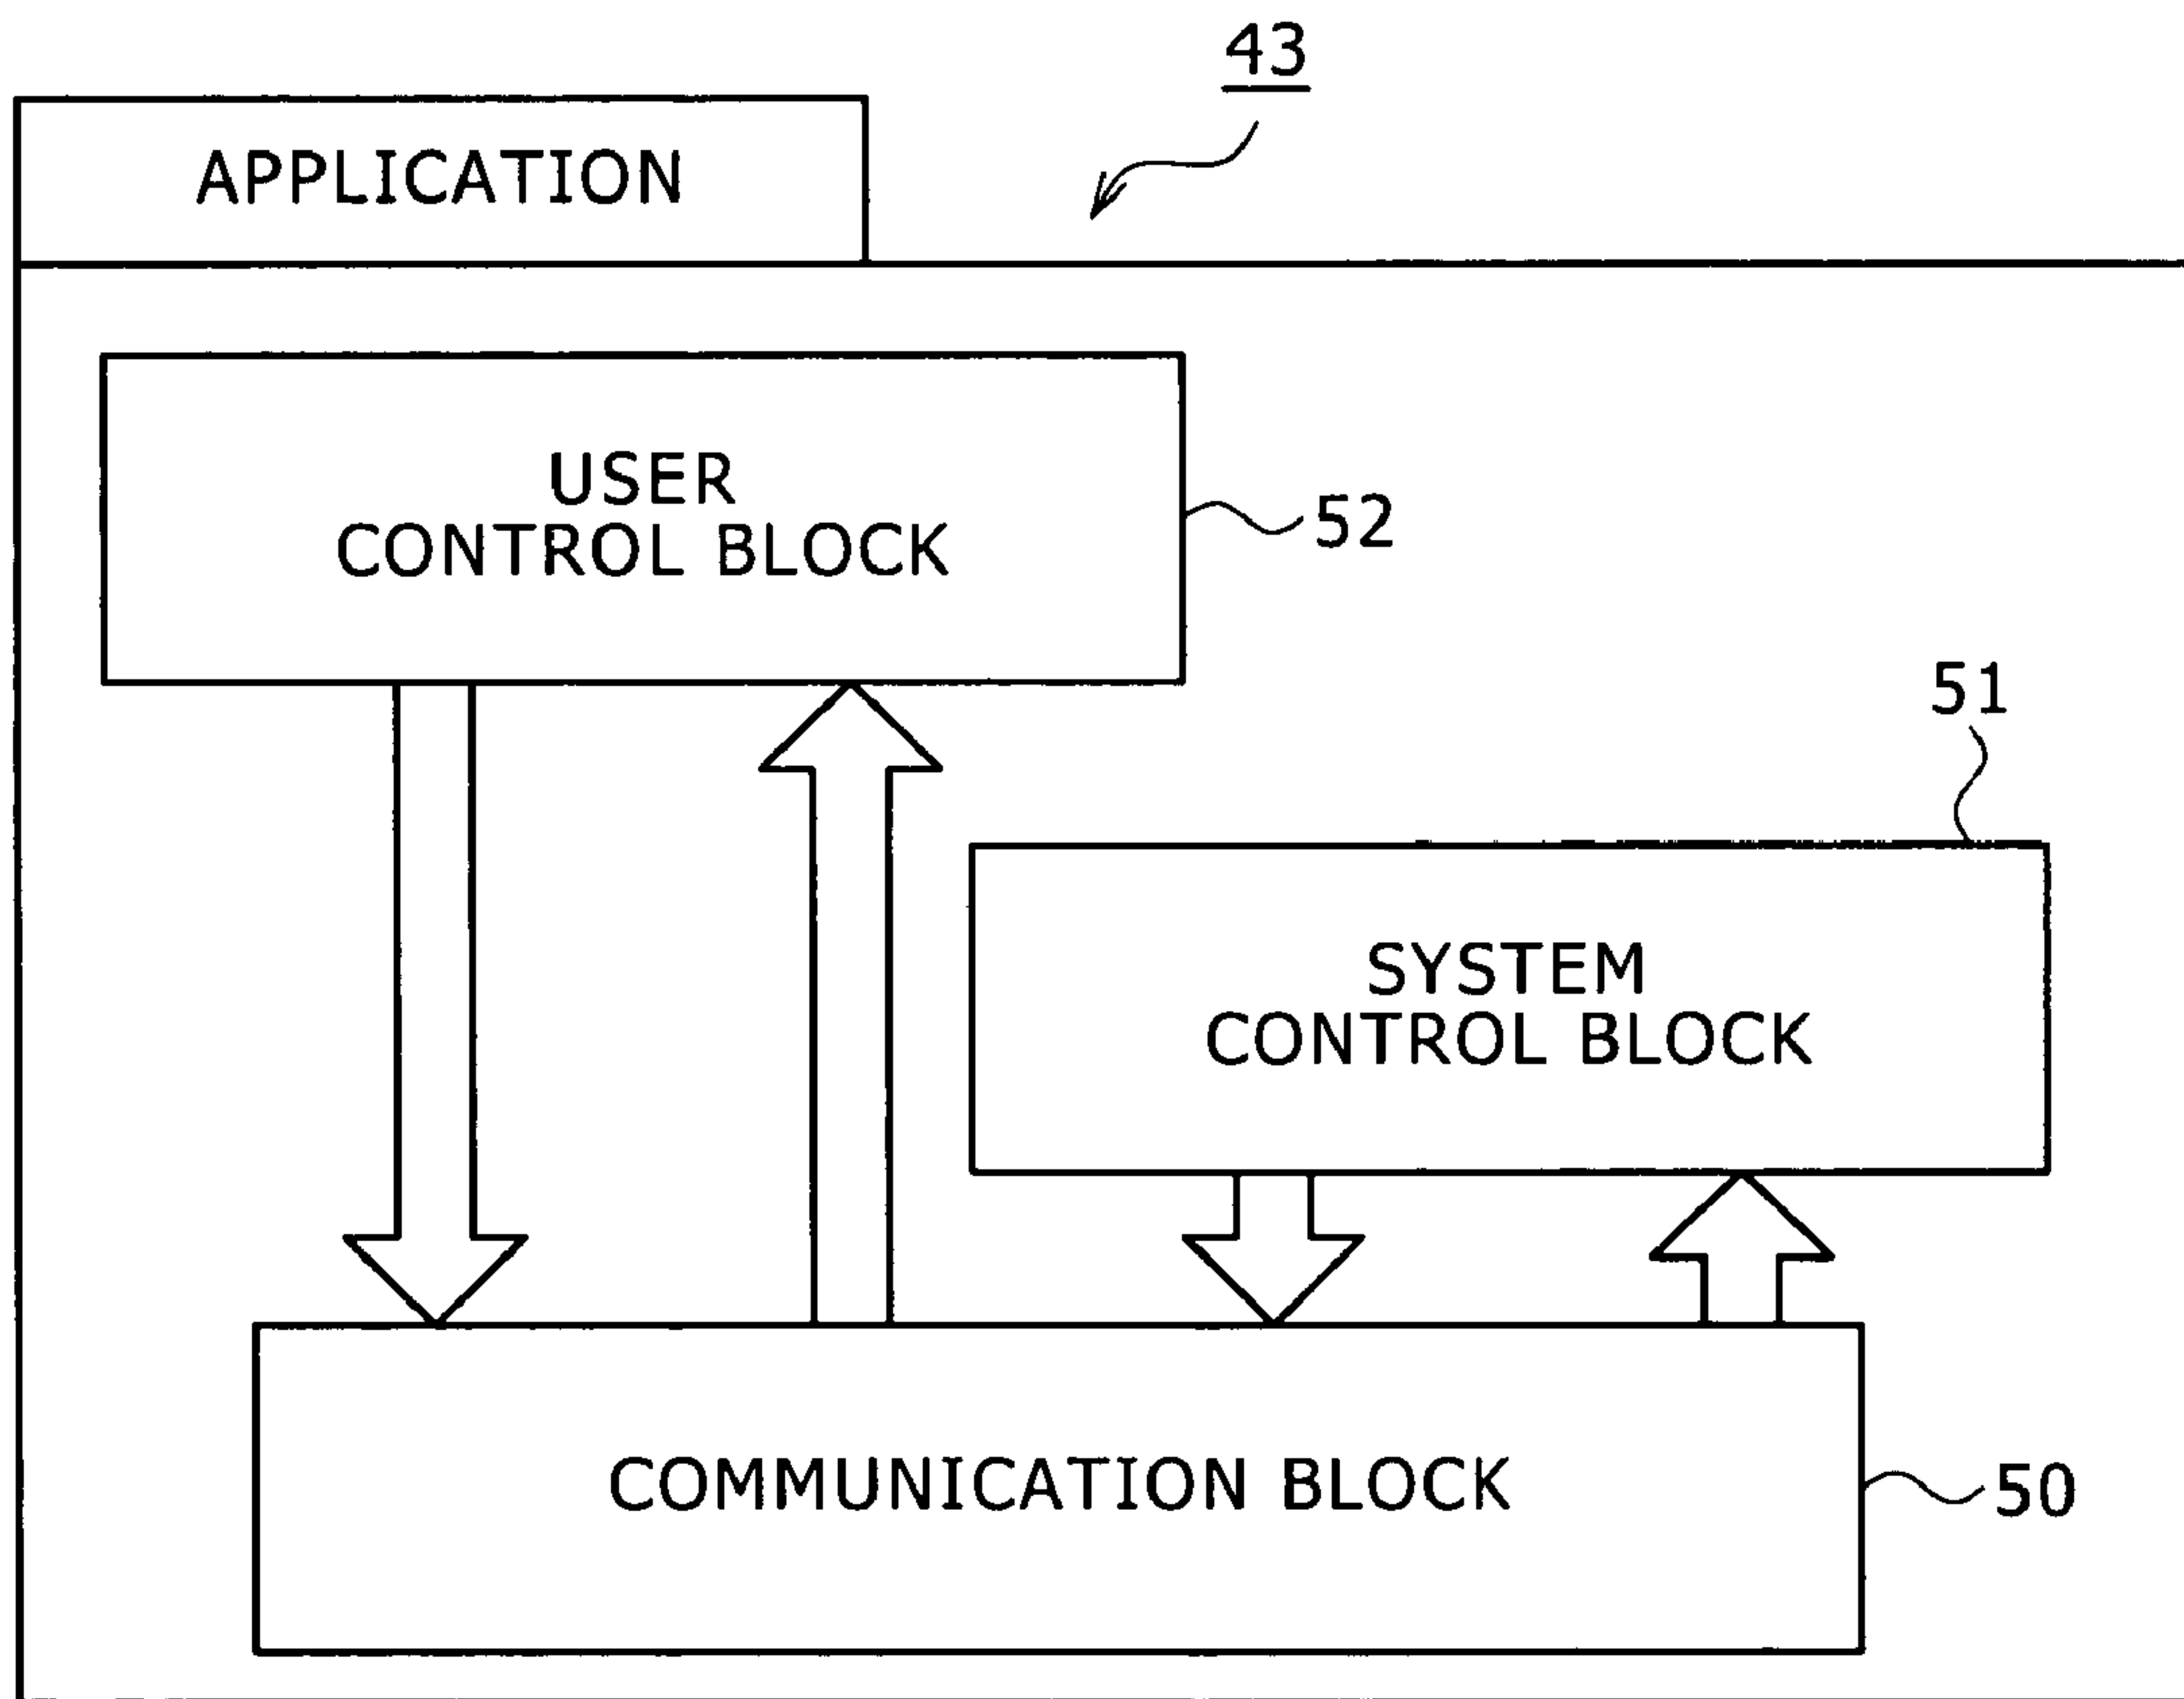 43
APPLICATION
USER
CONTROL BLOCK
52
51
SYSTEM
CONTROL BLOCK
COMMUNICATION BLOCK
50